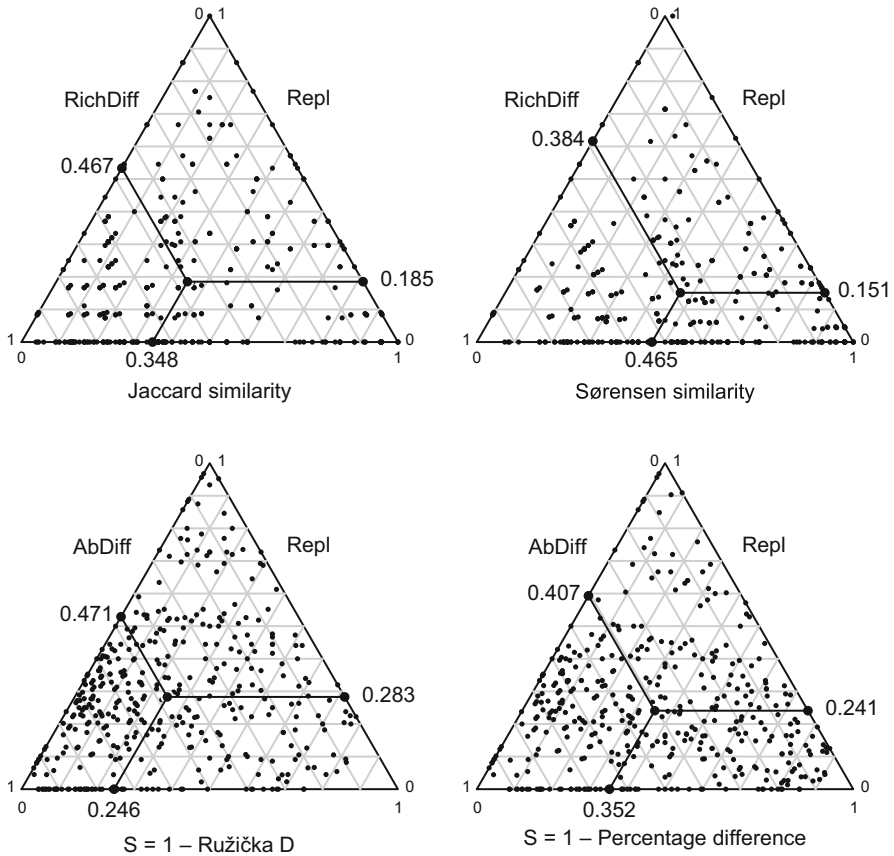 0 1
0 1
RichDiff
Repl
RichDiff
Repl
0.467
0.384
0.185
0.151
1
0
1
0
0
0.348
1
0
0.465
1
Jaccard similarity
Sørensen similarity
0 1
0 1
AbDiff
Repl
AbDiff
Repl
0.471
0.407
0.283
0.241
1
0
1
0
0
0.246
1
0
0.352
1
S = 1 – Ružička D
S = 1 – Percentage difference